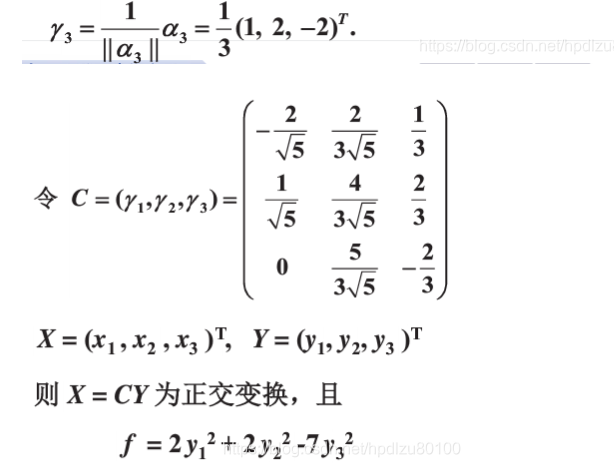 γ₃ = 1/||α₃|| α₃ = 1/3 (1, 2, −2)ᵀ.
https://blog.csdn.net/hpdlzu
令 C = (γ₁,γ₂,γ₃) = ( −2/√5 2/(3√5) 1/3
1/√5 4/(3√5) 2/3
0 5/(3√5) −2/3 )
X = (x₁, x₂, x₃)ᵀ, Y = (y₁, y₂, y₃)ᵀ
则 X = CY 为正交变换，且
f = 2y₁² + 2y₂² -7y₃²
https://blog.csdn.net/hpdlzu80100